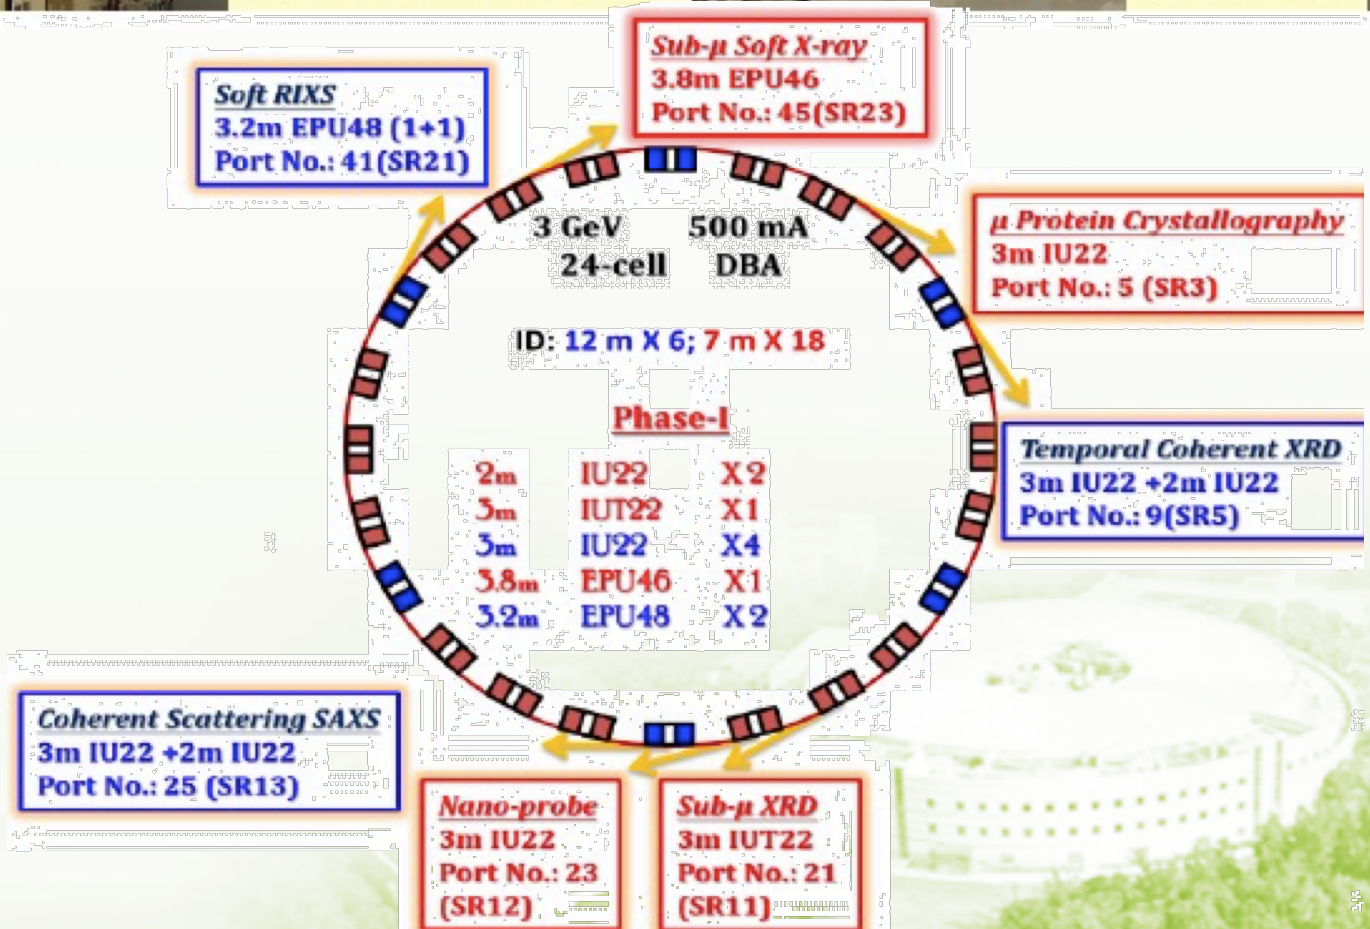 Sub-μ Soft X-ray
3.8m EPU46
Port No.: 45(SR23)
Soft RIXS
3.2m EPU48 (1+1)
Port No.: 41(SR21)
μ Protein Crystallography
3m IU22
Port No.: 5 (SR3)
3 GeV 500 mA
24-cell DBA
ID: 12 m X 6; 7 m X 18
Phase-I
2m IU22 X 2
3m IUT22 X1
3m IU22 X4
3.8m EPU46 X1
3.2m EPU48 X 2
Temporal Coherent XRD
3m IU22 +2m IU22
Port No.: 9(SR5)
Coherent Scattering SAXS
3m IU22 +2m IU22
Port No.: 25 (SR13)
Nano-probe
3m IU22
Port No.: 23
(SR12)
Sub-μ XRD
3m IUT22
Port No.: 21
(SR11)